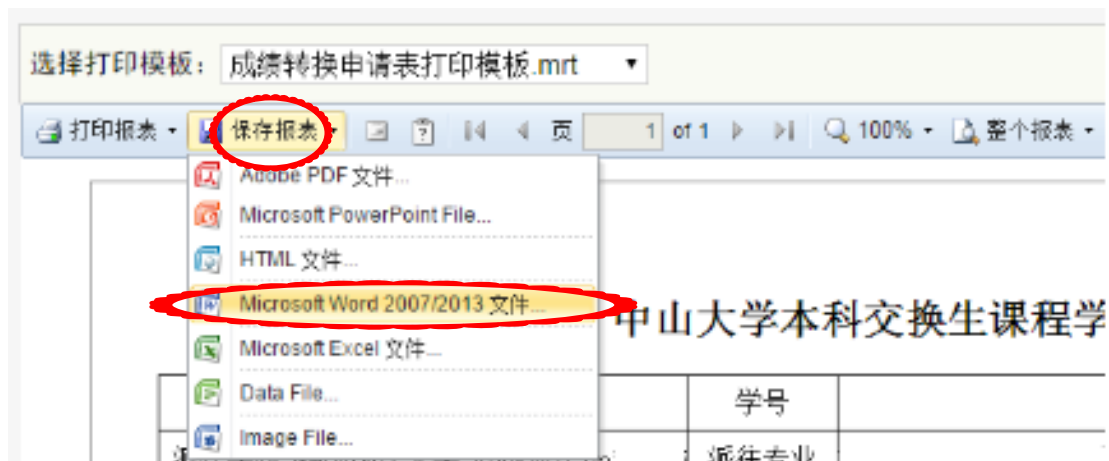 选择打印模板： 成绩转换申请表打印模板.mrt
打印报表 保存报表 页 1 of 1 100% 整个报表
Adobe PDF 文件...
Microsoft PowerPoint File...
HTML 文件...
Microsoft Word 2007/2013 文件...
中山大学本科交换生课程学
Microsoft Excel 文件...
Data File...
学号
Image File...
派往专业